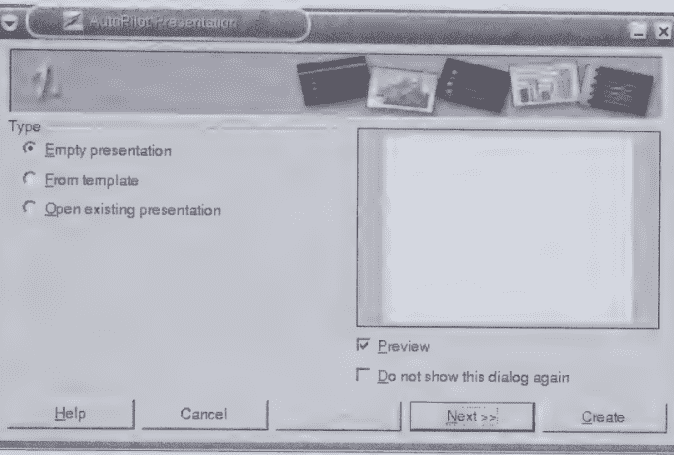 AutoPilot Presentation
1.
Type
Empty presentation
From template
Open existing presentation
Preview
Do not show this dialog again
Help Cancel Next >> Create